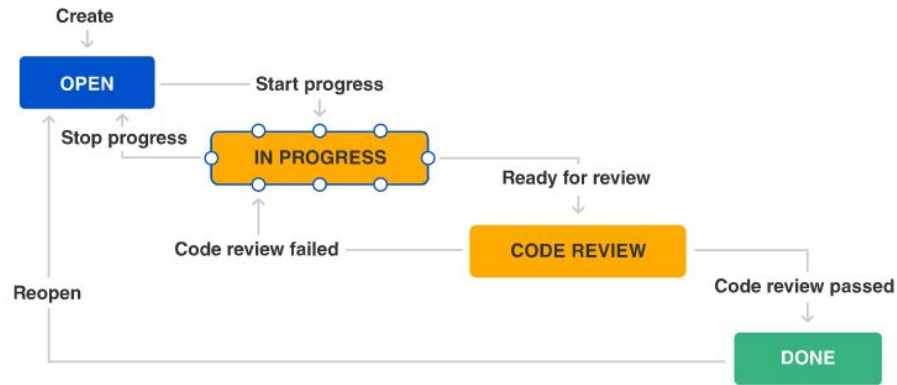 Create
OPEN
Start progress
Stop progress
IN PROGRESS
Ready for review
Code review failed
CODE REVIEW
Reopen
Code review passed
DONE